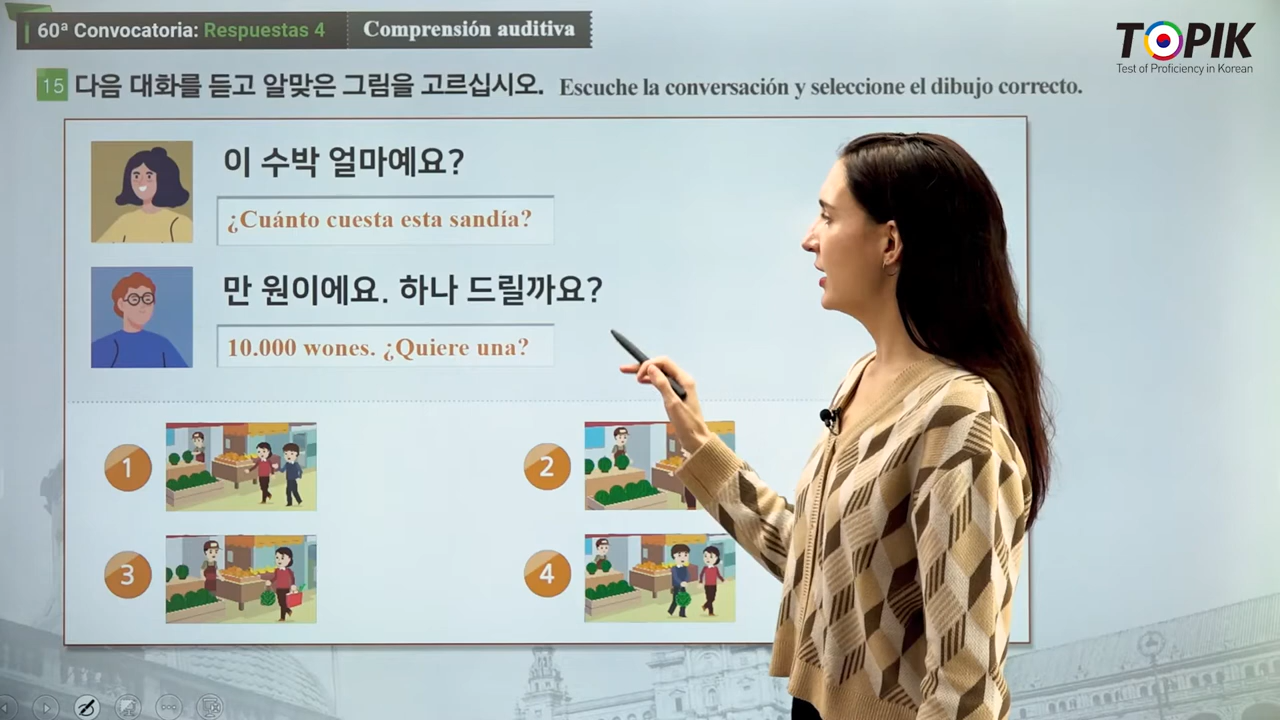 60ª Convocatoria: Respuestas 4
Comprensión auditiva
TOPIK
Test of Proficiency in Korean
15 다음 대화를 듣고 알맞은 그림을 고르십시오. Escuche la conversación y seleccione el dibujo correcto.
이 수박 얼마예요?
¿Cuánto cuesta esta sandía?
만 원이에요. 하나 드릴까요?
10.000 wones. ¿Quiere una?
1
2
3
4